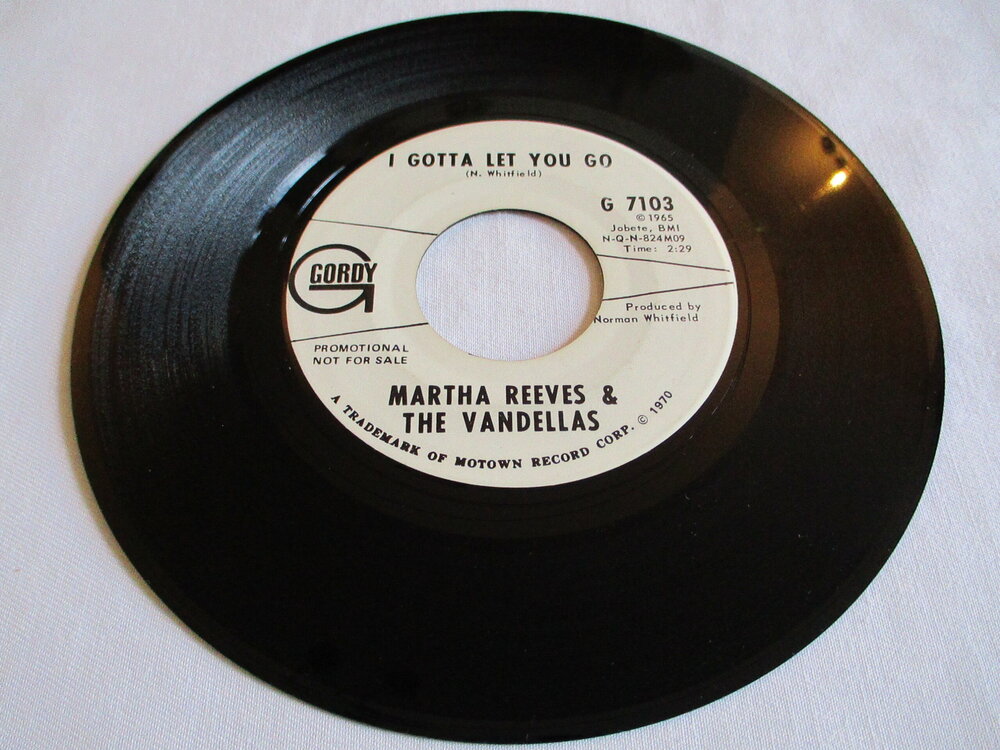 I GOTTA LET YOU GO
(N. Whitfield)
G 7103
© 1965
Jobete, BMI
N-Q-N-824M09
Time: 2:29
GORDY
Produced by
Norman Whitfield
PROMOTIONAL
NOT FOR SALE
MARTHA REEVES &
THE VANDELLAS
A TRADEMARK OF MOTOWN RECORD CORP. © 1970